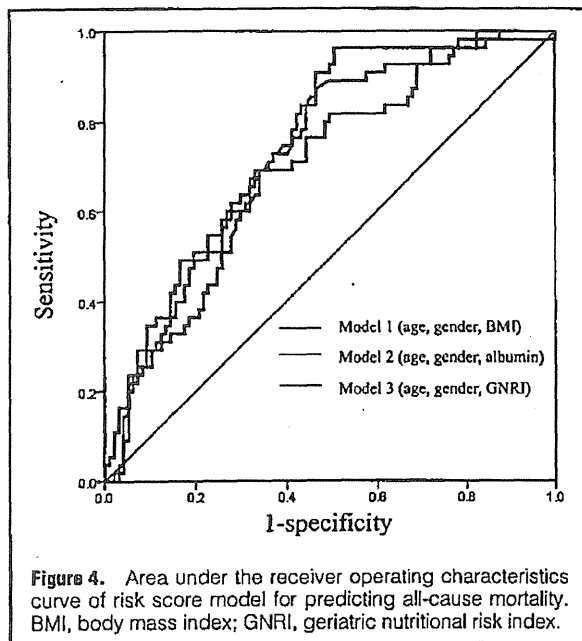 1.0
0.8
0.6
0.4
0.2
0.0
Sensitivity
Model 1 (age, gender, BMI)
Model 2 (age, gender, albumin)
Model 3 (age, gender, GNRI)
0.0 0.2 0.4 0.6 0.8 1.0
1-specificity
Figure 4. Area under the receiver operating characteristics
curve of risk score model for predicting all-cause mortality.
BMI, body mass index; GNRI, geriatric nutritional risk index.